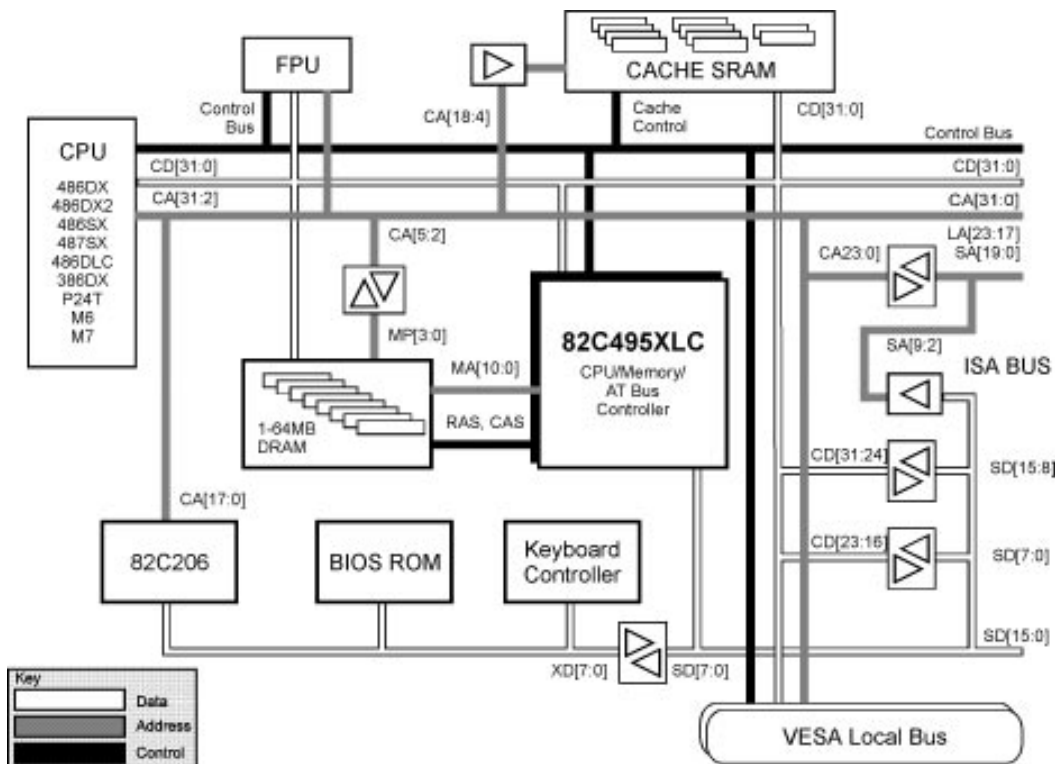 FPU
CACHE SRAM
Control
Bus
CA[18:4]
Cache
Control
CD[31:0]
Control Bus
CPU
486DX
486DX2
486SX
487SX
486DLC
386DX
P24T
M6
M7
CD[31:0]
CD[31:0]
CA[31:2]
CA[31:0]
CA[5:2]
LA[23:17]
CA23:0]
SA[19:0]
MP[3:0]
82C495XLC
CPU/Memory/
AT Bus
Controller
SA[9:2]
ISA BUS
MA[10:0]
1-64MB
DRAM
RAS, CAS
CD[31:24]
SD[15:8]
CA[17:0]
82C206
BIOS ROM
Keyboard
Controller
CD[23:16]
SD[7:0]
SD[15:0]
XD[7:0]
SD[7:0]
Key
Data
Address
Control
VESA Local Bus